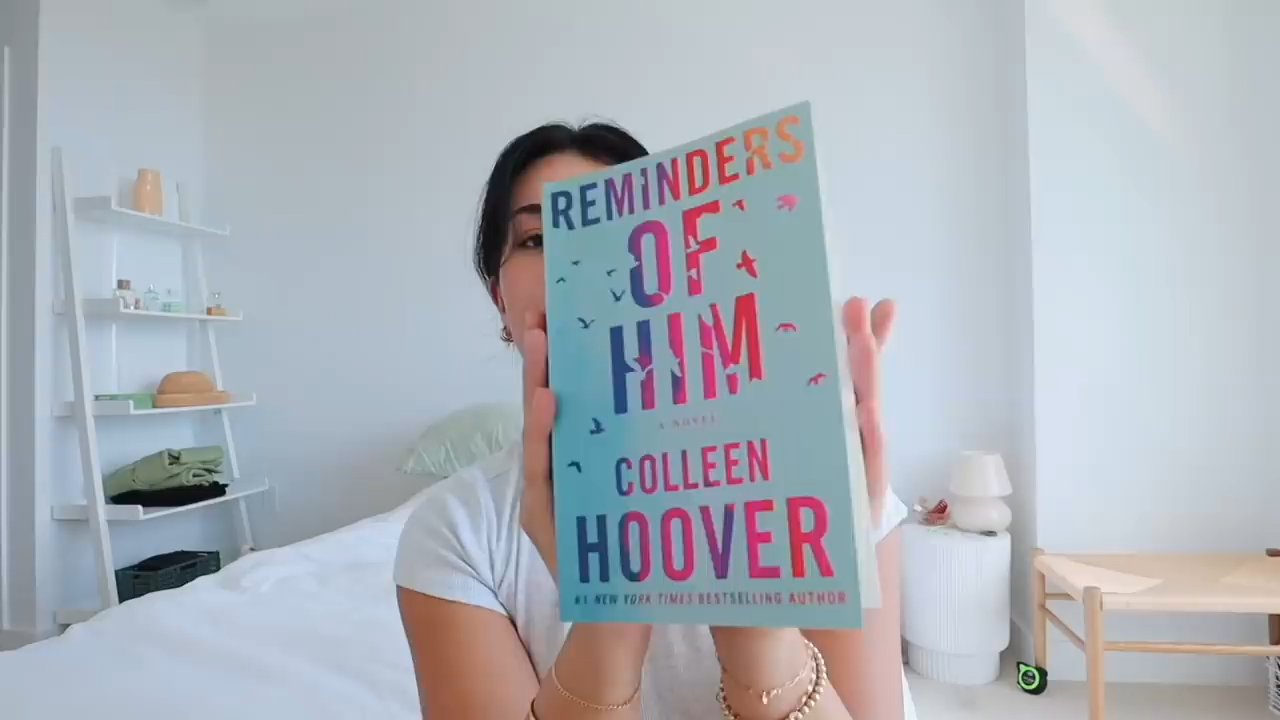 REMINDERS
OF
HIM
A NOVEL
COLLEEN
HOOVER
#1 NEW YORK TIMES BESTSELLING AUTHOR